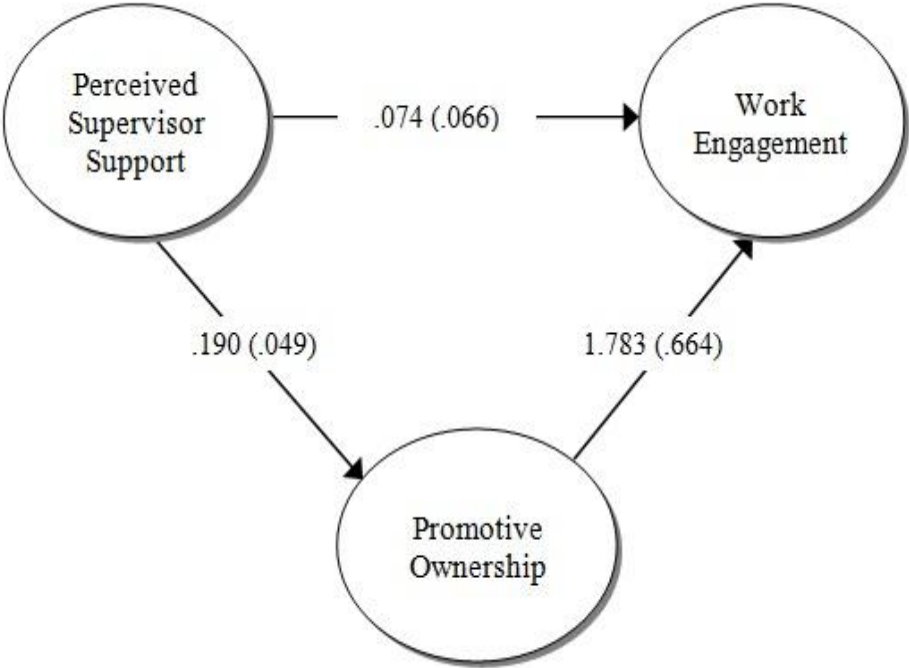 Perceived
Supervisor
Support
.074 (.066)
Work
Engagement
.190 (.049)
1.783 (.664)
Promotive
Ownership